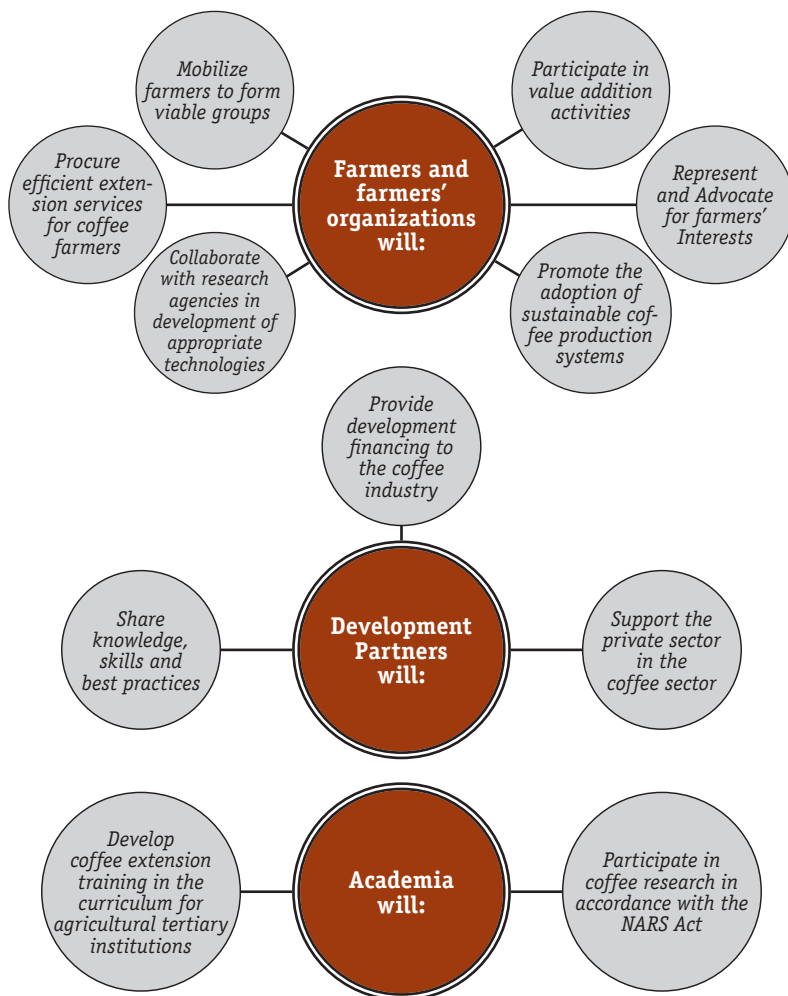 Mobilize
farmers to form
viable groups
Participate in
value addition
activities
Procure
efficient exten-
sion services
for coffee
farmers
Farmers and
farmers’
organizations
will:
Represent
and Advocate
for farmers’
Interests
Collaborate
with research
agencies in
development of
appropriate
technologies
Promote the
adoption of
sustainable cof-
fee production
systems
Provide
development
financing to
the coffee
industry
Share
knowledge,
skills and
best practices
Development
Partners
will:
Support the
private sector
in the
coffee sector
Develop
coffee extension
training in the
curriculum for
agricultural tertiary
institutions
Academia
will:
Participate in
coffee research in
accordance with the
NARS Act